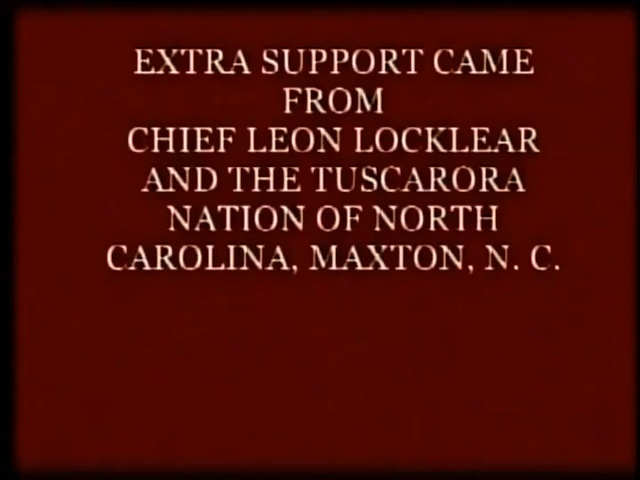 EXTRA SUPPORT CAME
FROM
CHIEF LEON LOCKLEAR
AND THE TUSCARORA
NATION OF NORTH
CAROLINA, MAXTON, N. C.